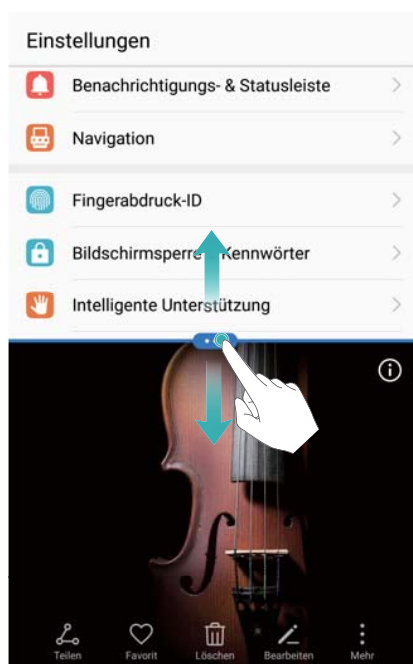 Einstellungen
Benachrichtigungs- & Statusleiste
Navigation
Fingerabdruck-ID
Bildschirmsperre Kennwörter
Intelligente Unterstützung
Teilen Favorit Löschen Bearbeiten Mehr